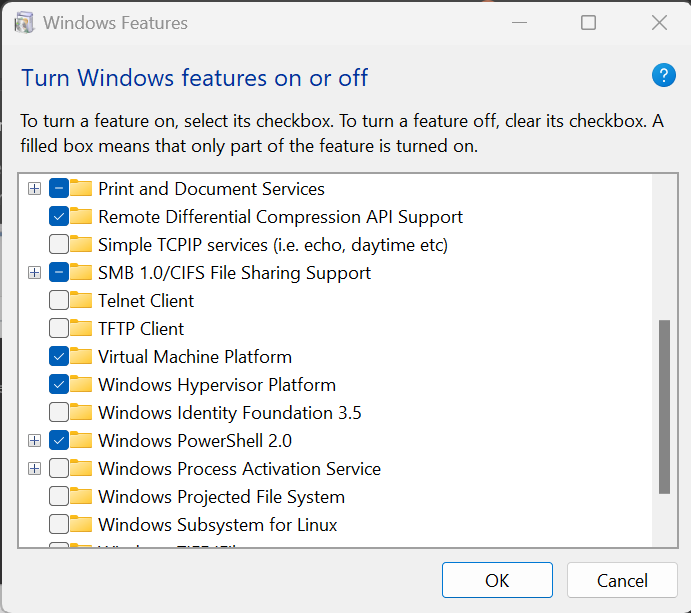 Windows Features
Turn Windows features on or off
To turn a feature on, select its checkbox. To turn a feature off, clear its checkbox. A
filled box means that only part of the feature is turned on.
Print and Document Services
Remote Differential Compression API Support
Simple TCPIP services (i.e. echo, daytime etc)
SMB 1.0/CIFS File Sharing Support
Telnet Client
TFTP Client
Virtual Machine Platform
Windows Hypervisor Platform
Windows Identity Foundation 3.5
Windows PowerShell 2.0
Windows Process Activation Service
Windows Projected File System
Windows Subsystem for Linux
OK
Cancel